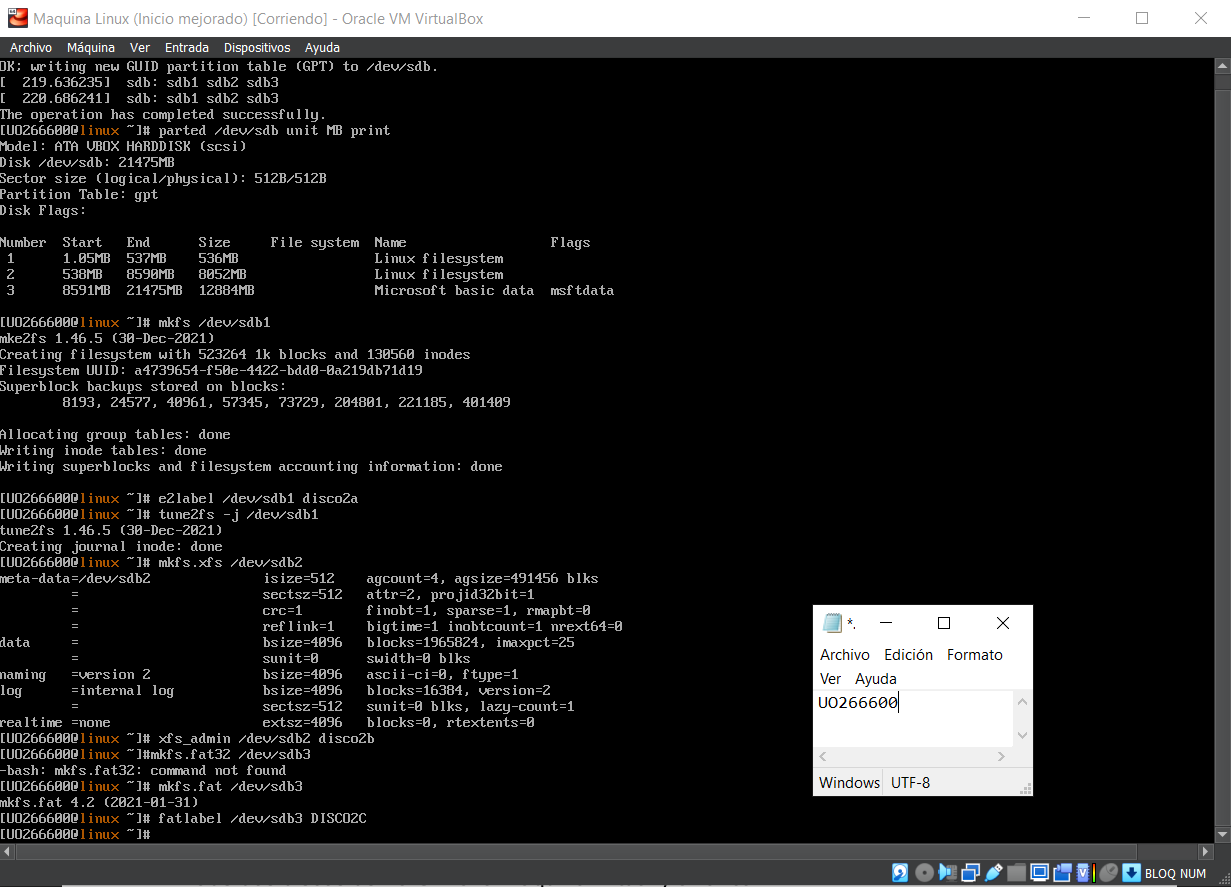 Maquina Linux (Inicio mejorado) [Corriendo] - Oracle VM VirtualBox
Archivo Máquina Ver Entrada Dispositivos Ayuda
OK; writing new GUID partition table (GPT) to /dev/sdb.
[  219.636235]  sdb: sdb1 sdb2 sdb3
[  220.686241]  sdb: sdb1 sdb2 sdb3
The operation has completed successfully.
[UO266600@linux ~]# parted /dev/sdb unit MB print
Model: ATA VBOX HARDDISK (scsi)
Disk /dev/sdb: 21475MB
Sector size (logical/physical): 512B/512B
Partition Table: gpt
Disk Flags:
Number  Start   End     Size     File system  Name                  Flags
1      1.05MB  537MB   536MB                 Linux filesystem
2      538MB   8590MB  8052MB                Linux filesystem
3      8591MB  21475MB 12884MB               Microsoft basic data  msftdata
[UO266600@linux ~]# mkfs /dev/sdb1
mke2fs 1.46.5 (30-Dec-2021)
Creating filesystem with 523264 1k blocks and 130560 inodes
Filesystem UUID: a4739654-f50e-4422-bdd0-0a219db71d19
Superblock backups stored on blocks:
8193, 24577, 40961, 57345, 73729, 204801, 221185, 401409
Allocating group tables: done
Writing inode tables: done
Writing superblocks and filesystem accounting information: done
[UO266600@linux ~]# e2label /dev/sdb1 disco2a
[UO266600@linux ~]# tune2fs -j /dev/sdb1
tune2fs 1.46.5 (30-Dec-2021)
Creating journal inode: done
[UO266600@linux ~]# mkfs.xfs /dev/sdb2
meta-data=/dev/sdb2              isize=512    agcount=4, agsize=491456 blks
=                       sectsz=512   attr=2, projid32bit=1
=                       crc=1        finobt=1, sparse=1, rmapbt=0
=                       reflink=1    bigtime=1 inobtcount=1 nrext64=0
data     =                       bsize=4096   blocks=1965824, imaxpct=25
=                       sunit=0      swidth=0 blks
naming   =version 2              bsize=4096   ascii-ci=0, ftype=1
log      =internal log           bsize=4096   blocks=16384, version=2
=                       sectsz=512   sunit=0 blks, lazy-count=1
realtime =none                   extsz=4096   blocks=0, rtextents=0
[UO266600@linux ~]# xfs_admin /dev/sdb2 disco2b
[UO266600@linux ~]#mkfs.fat32 /dev/sdb3
-bash: mkfs.fat32: command not found
[UO266600@linux ~]# mkfs.fat /dev/sdb3
mkfs.fat 4.2 (2021-01-31)
[UO266600@linux ~]# fatlabel /dev/sdb3 DISCO2C
[UO266600@linux ~]#
*.
Archivo Edición Formato
Ver Ayuda
UO266600
Windows UTF-8
BLOQ NUM